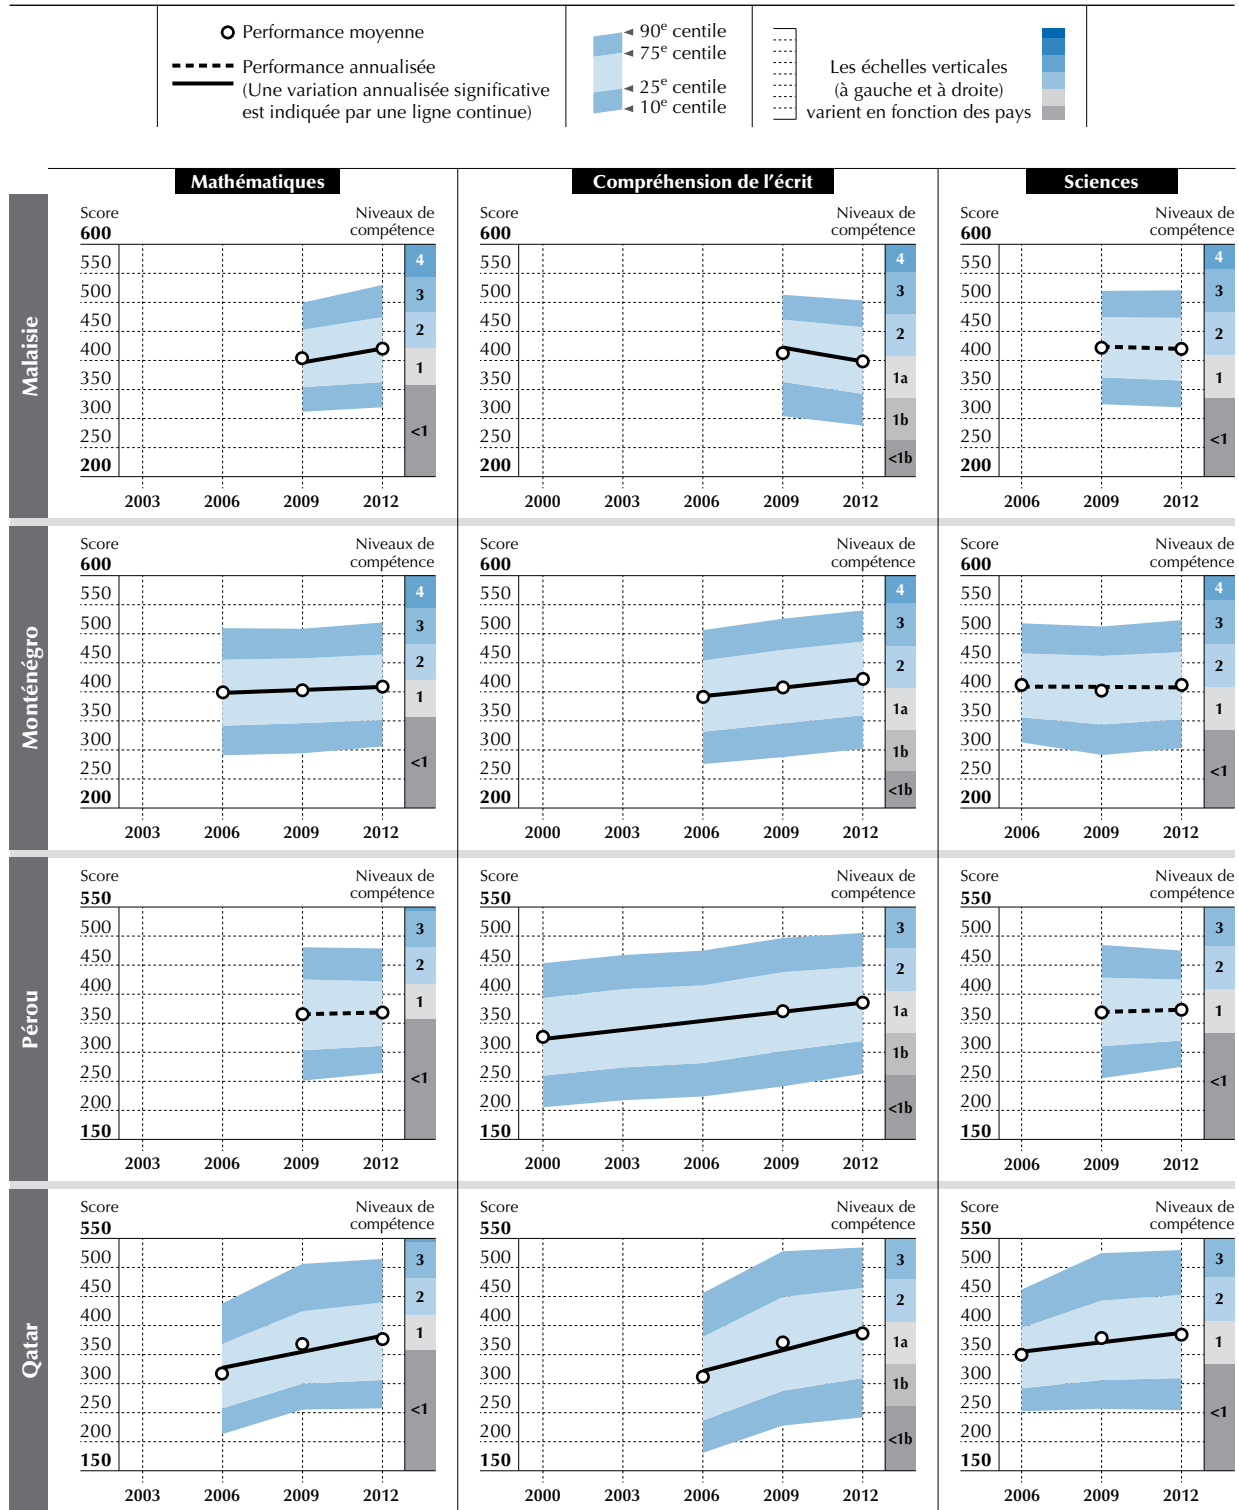 Performance moyenne
Performance annualisée
(Une variation annualisée significative
est indiquée par une ligne continue)
90e centile
75e centile
25e centile
10e centile
Les échelles verticales
(à gauche et à droite)
varient en fonction des pays
Mathématiques
Compréhension de l'écrit
Sciences
Malaisie
Score
Niveaux de
compétence
600
550
500
450
400
350
300
250
200
4
3
2
1
<1
2003 2006 2009 2012
Score
Niveaux de
compétence
600
550
500
450
400
350
300
250
200
4
3
2
1a
1b
<1b
2000 2003 2006 2009 2012
Score
Niveaux de
compétence
600
550
500
450
400
350
300
250
200
4
3
2
1
<1
2006 2009 2012
Monténégro
Score
Niveaux de
compétence
600
550
500
450
400
350
300
250
200
4
3
2
1
<1
2003 2006 2009 2012
Score
Niveaux de
compétence
600
550
500
450
400
350
300
250
200
4
3
2
1a
1b
<1b
2000 2003 2006 2009 2012
Score
Niveaux de
compétence
600
550
500
450
400
350
300
250
200
4
3
2
1
<1
2006 2009 2012
Pérou
Score
Niveaux de
compétence
550
500
450
400
350
300
250
200
150
3
2
1
<1
2003 2006 2009 2012
Score
Niveaux de
compétence
550
500
450
400
350
300
250
200
150
3
2
1a
1b
<1b
2000 2003 2006 2009 2012
Score
Niveaux de
compétence
550
500
450
400
350
300
250
200
150
3
2
1
<1
2006 2009 2012
Qatar
Score
Niveaux de
compétence
550
500
450
400
350
300
250
200
150
3
2
1
<1
2003 2006 2009 2012
Score
Niveaux de
compétence
550
500
450
400
350
300
250
200
150
3
2
1a
1b
<1b
2000 2003 2006 2009 2012
Score
Niveaux de
compétence
550
500
450
400
350
300
250
200
150
3
2
1
<1
2006 2009 2012